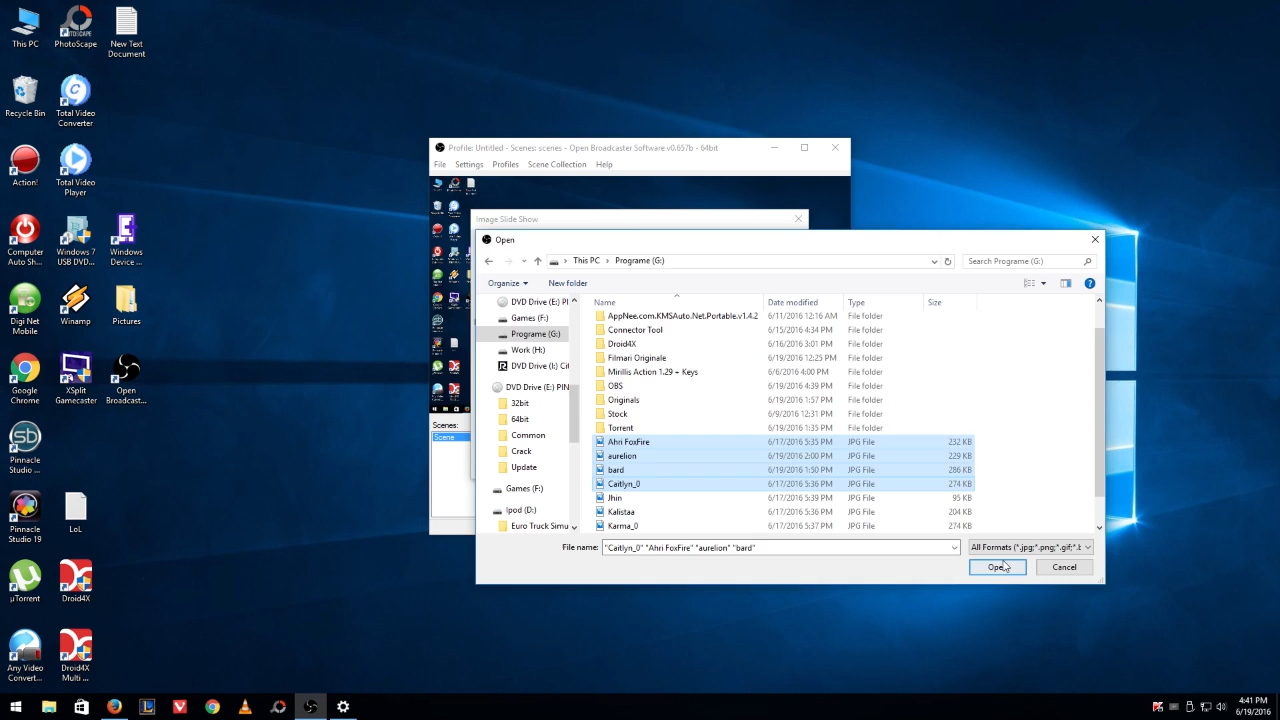 This PC
PhotoScape
New Text
Document
Recycle Bin
Total Video
Converter
Action!
Total Video
Player
Computer
Auto Sh...
Windows 7
USB DVD...
Windows
Device ...
Digi Net
Mobile
Winamp
Pictures
Google
Chrome
XSplit
Gamecaster
Open
Broadcast...
Pinnacle
Studio ...
Pinnacle
Studio 19
LoL
µTorrent
Droid4X
Any Video
Convert...
Droid4X
Multi ...
Profile: Untitled - Scenes: scenes - Open Broadcaster Software v0.657b - 64bit
File Settings Profiles Scene Collection Help
Scenes:
Scene
Image Slide Show
Open
This PC Programe (G:)
Search Programe (G:)
Organize New folder
DVD Drive (E:) PI
Games (F:)
Programe (G:)
Work (H:)
DVD Drive (I:) Cit
DVD Drive (E:) PIN
32bit
64bit
Common
Crack
Update
Games (F:)
Ipod (D:)
Euro Truck Simu
Name Date modified Type Size
AppNee.com.KMSAuto.Net.Portable.v1.4.2 6/11/2016 12:16 AM File folder
Connector Tool 6/15/2016 4:34 PM File folder
Droid4X 6/16/2016 3:01 PM File folder
Filmari Originale 6/19/2016 12:25 PM File folder
Mirillis Action 1.29 + Keys 6/6/2016 4:00 PM File folder
OBS 6/19/2016 4:39 PM File folder
Originals 6/19/2016 1:57 PM File folder
Stock 6/9/2016 12:31 PM File folder
Torrent 6/19/2016 1:35 PM File folder
Ahri FoxFire 6/17/2016 5:35 PM JPG File 232 KB
aurelion 6/19/2016 2:00 PM JPG File 229 KB
bard 6/19/2016 1:50 PM JPG File 286 KB
Caitlyn_0 6/17/2016 5:36 PM JPG File 274 KB
Jhin 6/17/2016 5:39 PM JPG File 95 KB
Kalistaa 6/17/2016 5:36 PM JPG File 204 KB
Karma_0 6/17/2016 5:37 PM JPG File 274 KB
File name: "Caitlyn_0" "Ahri FoxFire" "aurelion" "bard"
All Formats (*.jpg;*.png;*.gif;*.b
Open Cancel
4:41 PM
6/19/2016